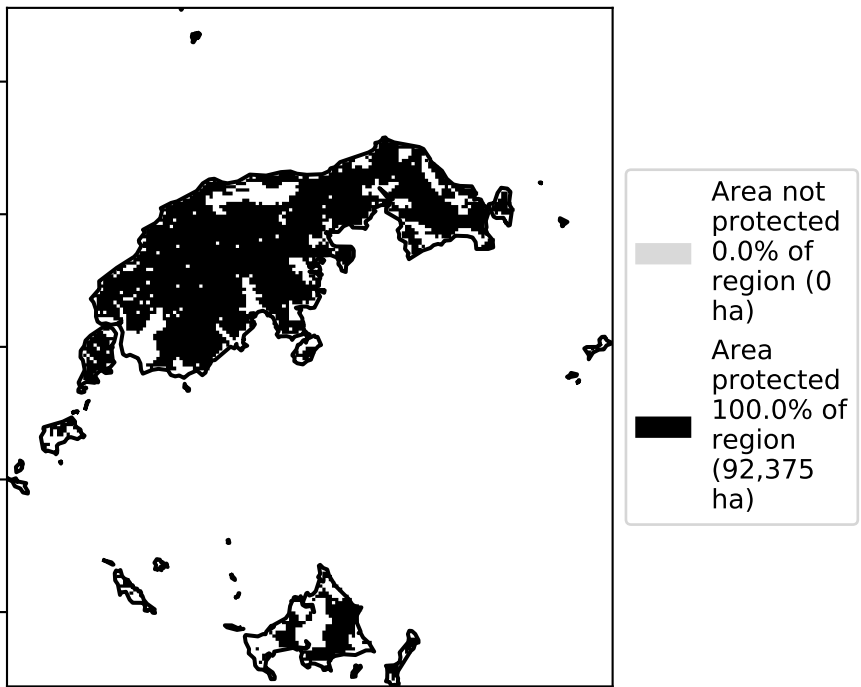 Area not
protected
0.0% of
region (0
ha)
Area
protected
100.0% of
region
(92,375
ha)